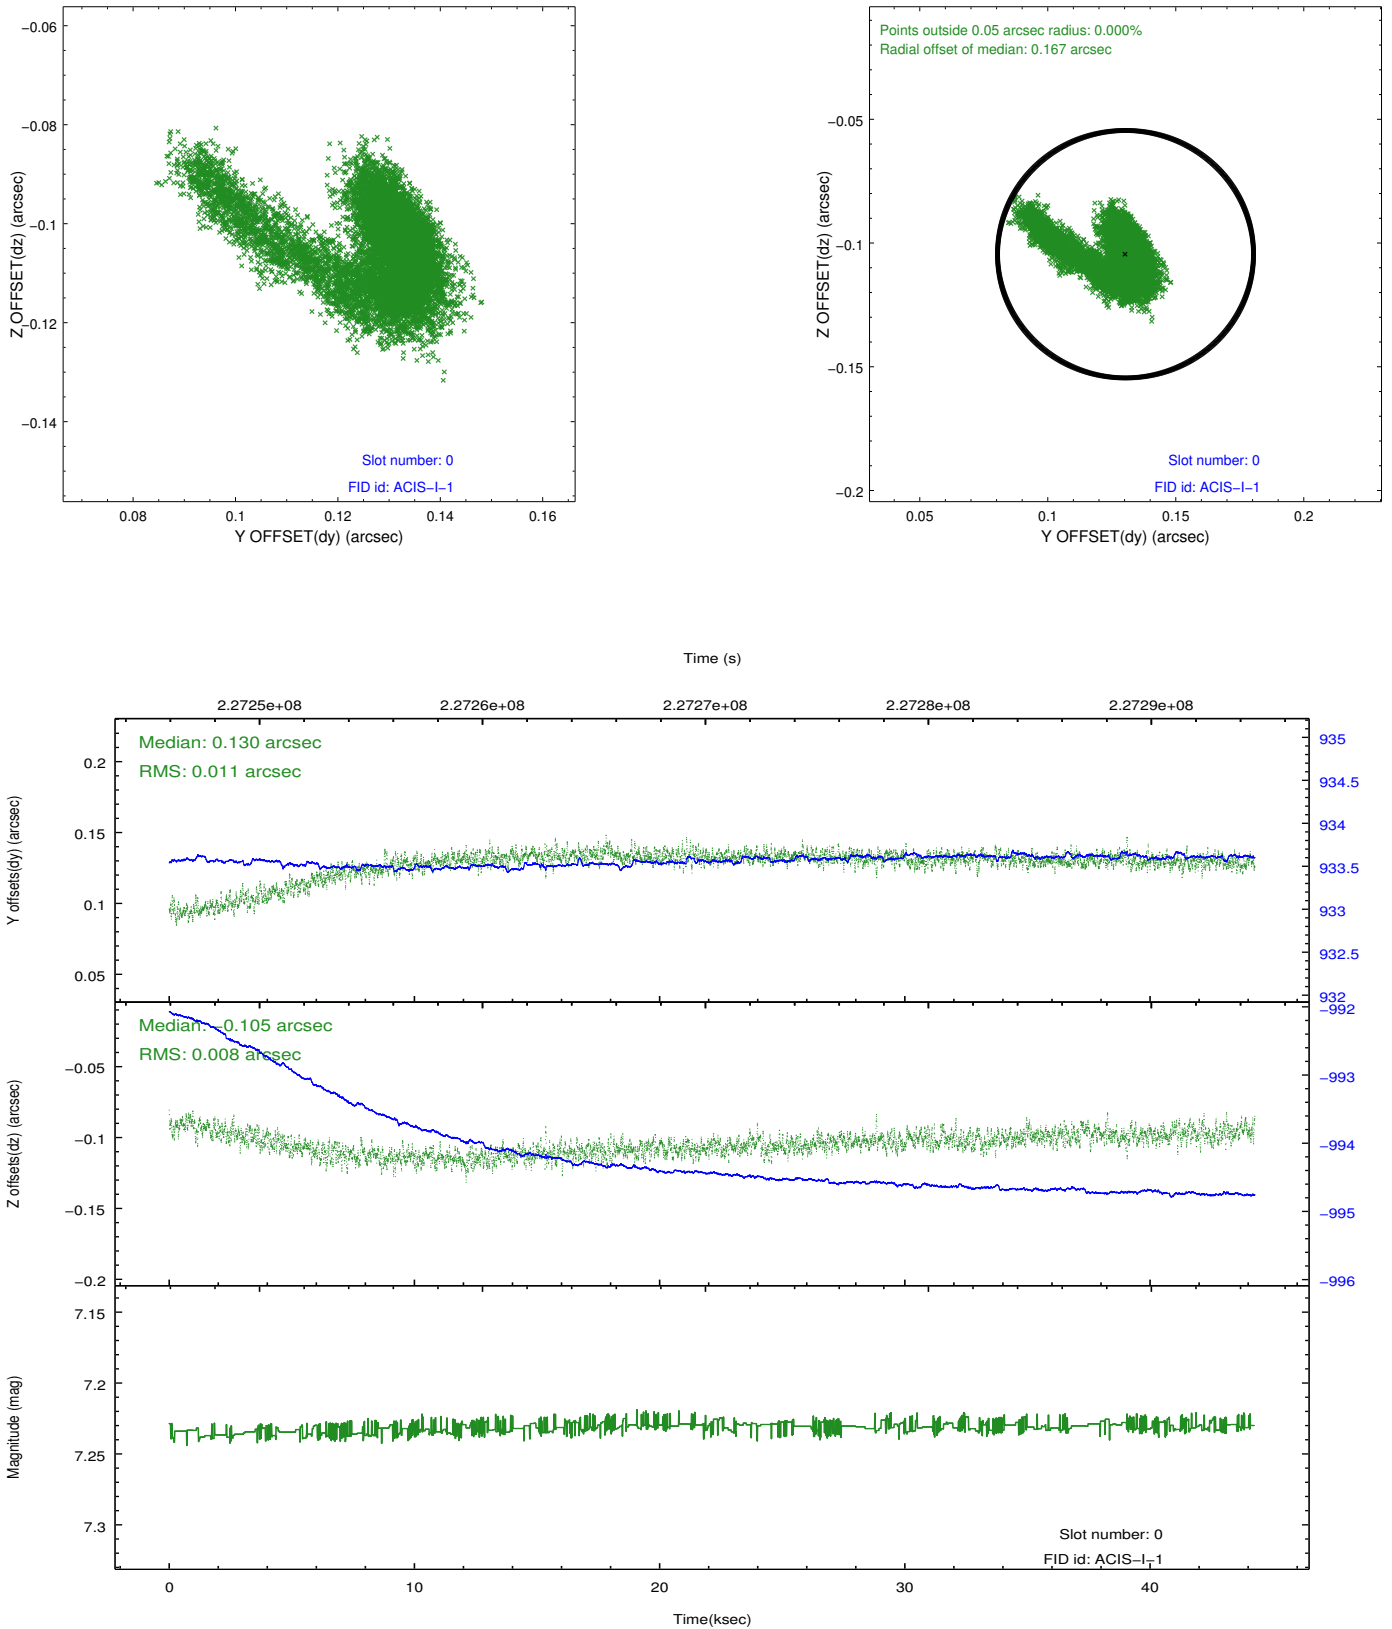 −0.06
−0.08
−0.1
−0.12
−0.14
Z OFFSET(dz) (arcsec)
Slot number: 0
FID id: ACIS−I−1
0.08 0.1 0.12 0.14 0.16
Y OFFSET(dy) (arcsec)
Points outside 0.05 arcsec radius: 0.000%
Radial offset of median: 0.167 arcsec
−0.05
−0.1
−0.15
−0.2
Z OFFSET(dz) (arcsec)
Slot number: 0
FID id: ACIS−I−1
0.05 0.1 0.15 0.2
Y OFFSET(dy) (arcsec)
Time (s)
2.2725e+08 2.2726e+08 2.2727e+08 2.2728e+08 2.2729e+08
Median: 0.130 arcsec
RMS: 0.011 arcsec
0.2
0.15
0.1
0.05
Y offsets(dy) (arcsec)
935
934.5
934
933.5
933
932.5
932
Median: −0.105 arcsec
RMS: 0.008 arcsec
−0.05
−0.1
−0.15
−0.2
Z offsets(dz) (arcsec)
−992
−993
−994
−995
−996
7.15
7.2
7.25
7.3
Magnitude (mag)
Slot number: 0
FID id: ACIS−I−1
0 10 20 30 40
Time(ksec)